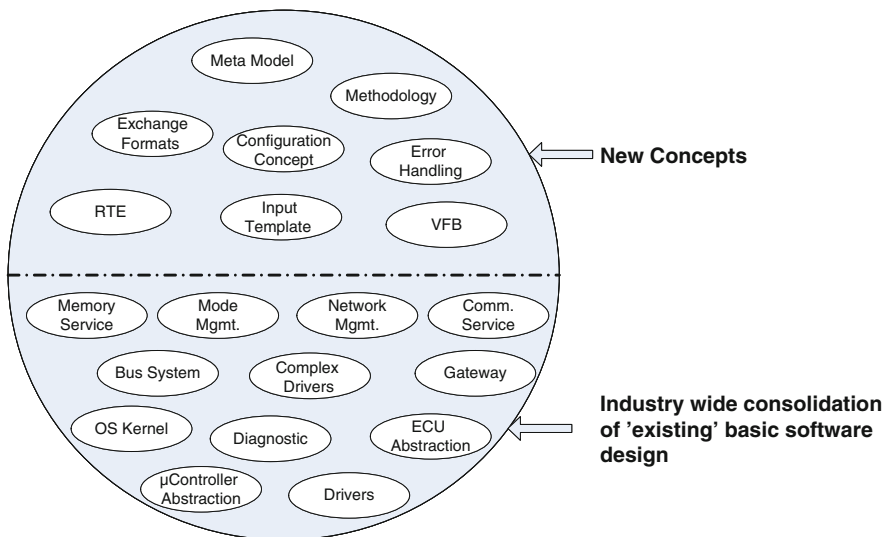 Meta Model
Methodology
Exchange
Formats
Configuration
Concept
Error
Handling
New Concepts
RTE
Input
Template
VFB
Memory
Service
Mode
Mgmt.
Network
Mgmt.
Comm.
Service
Bus System
Complex
Drivers
Gateway
Industry wide consolidation
of 'existing' basic software
design
OS Kernel
Diagnostic
ECU
Abstraction
µController
Abstraction
Drivers